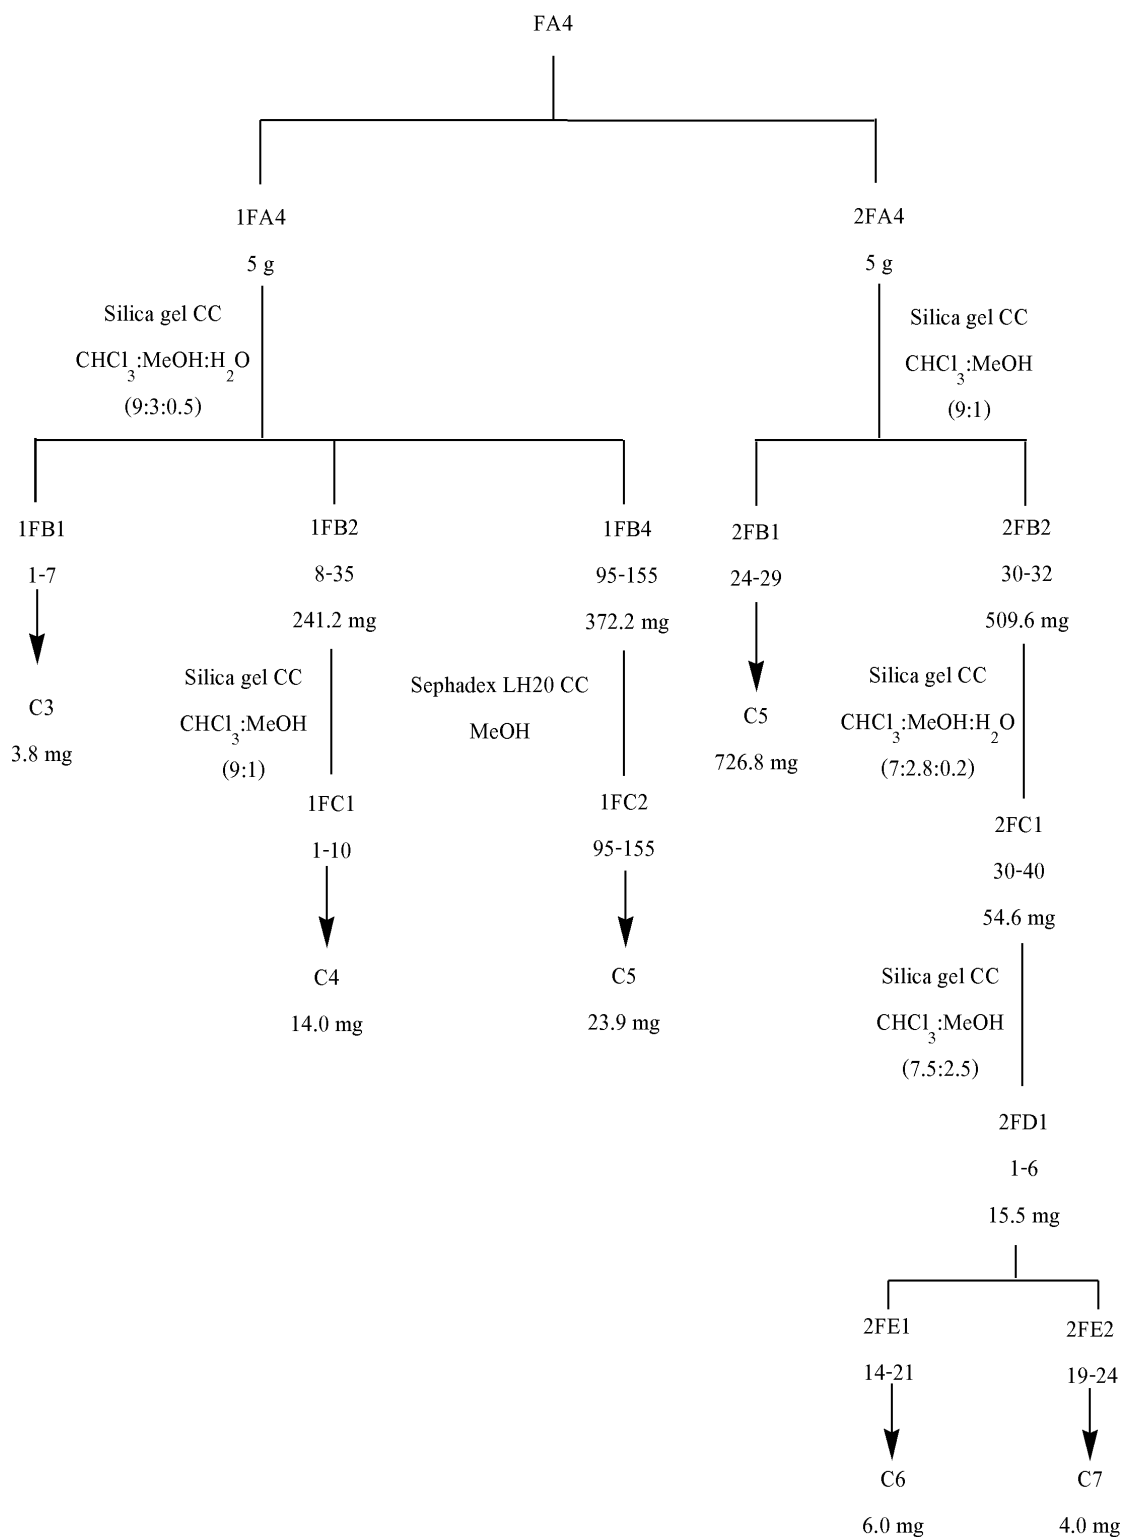 FA4
1FA4
5 g
Silica gel CC
CHCl3:MeOH:H2O
(9:3:0.5)
2FA4
5 g
Silica gel CC
CHCl3:MeOH
(9:1)
1FB1
1-7
C3
3.8 mg
1FB2
8-35
241.2 mg
Silica gel CC
CHCl3:MeOH
(9:1)
1FC1
1-10
C4
14.0 mg
1FB4
95-155
372.2 mg
Sephadex LH20 CC
MeOH
1FC2
95-155
C5
23.9 mg
2FB1
24-29
C5
726.8 mg
2FB2
30-32
509.6 mg
Silica gel CC
CHCl3:MeOH:H2O
(7:2.8:0.2)
2FC1
30-40
54.6 mg
Silica gel CC
CHCl3:MeOH
(7.5:2.5)
2FD1
1-6
15.5 mg
2FE1
14-21
C6
6.0 mg
2FE2
19-24
C7
4.0 mg